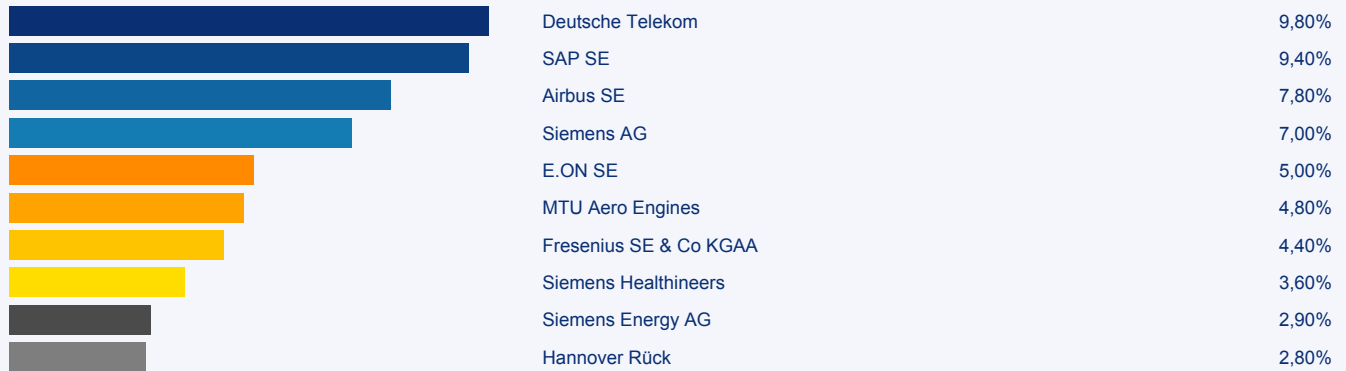 Deutsche Telekom 9,80%
SAP SE 9,40%
Airbus SE 7,80%
Siemens AG 7,00%
E.ON SE 5,00%
MTU Aero Engines 4,80%
Fresenius SE & Co KGAA 4,40%
Siemens Healthineers 3,60%
Siemens Energy AG 2,90%
Hannover Rück 2,80%